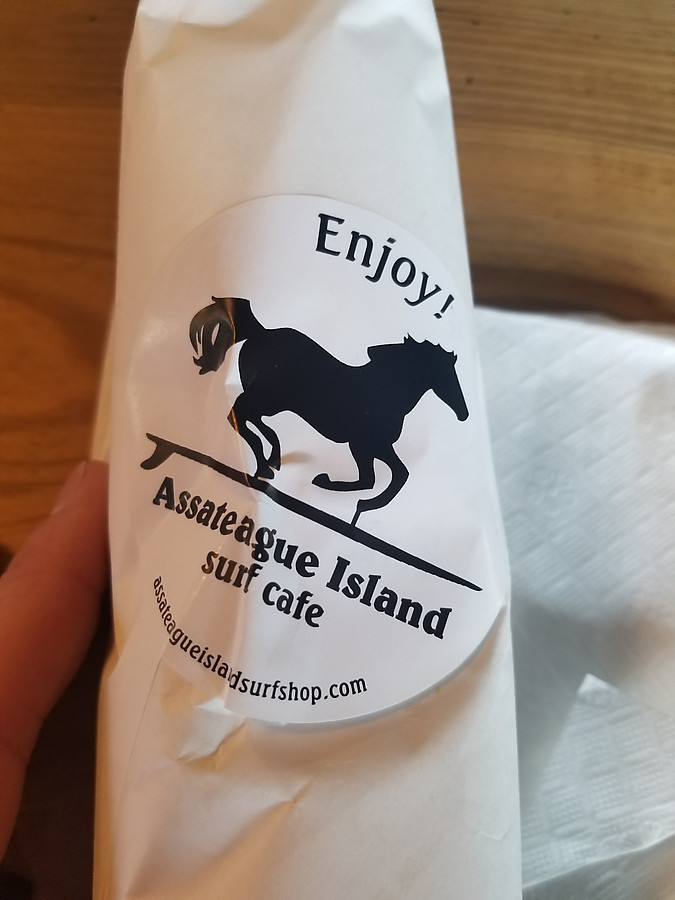 Enjoy!
Assateague Island
surf cafe
assateagueislandsurfshop.com